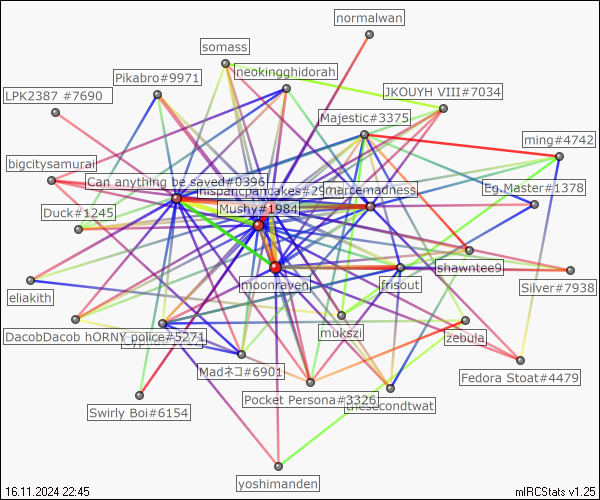 normalwan
somass
neokingghidorah
Pikabro#9971
JKOUYH VIII#7034
LPK2387 #7690
Majestic#3375
ming#4742
bigcitysamurai
Can anything be saved#0396
marcemadness
Eg.Master#1378
Duck#1245
Mushy#1984
shawntee9
moonraven
frisout
Silver#7938
eliakith
mukszi
DacobDacob hORNY police#5271
zebula
Madネコ#6901
Fedora Stoat#4479
Pocket Persona#3326
thesecondtwat
Swirly Boi#6154
yoshimanden
16.11.2024 22:45
mIRCStats v1.25